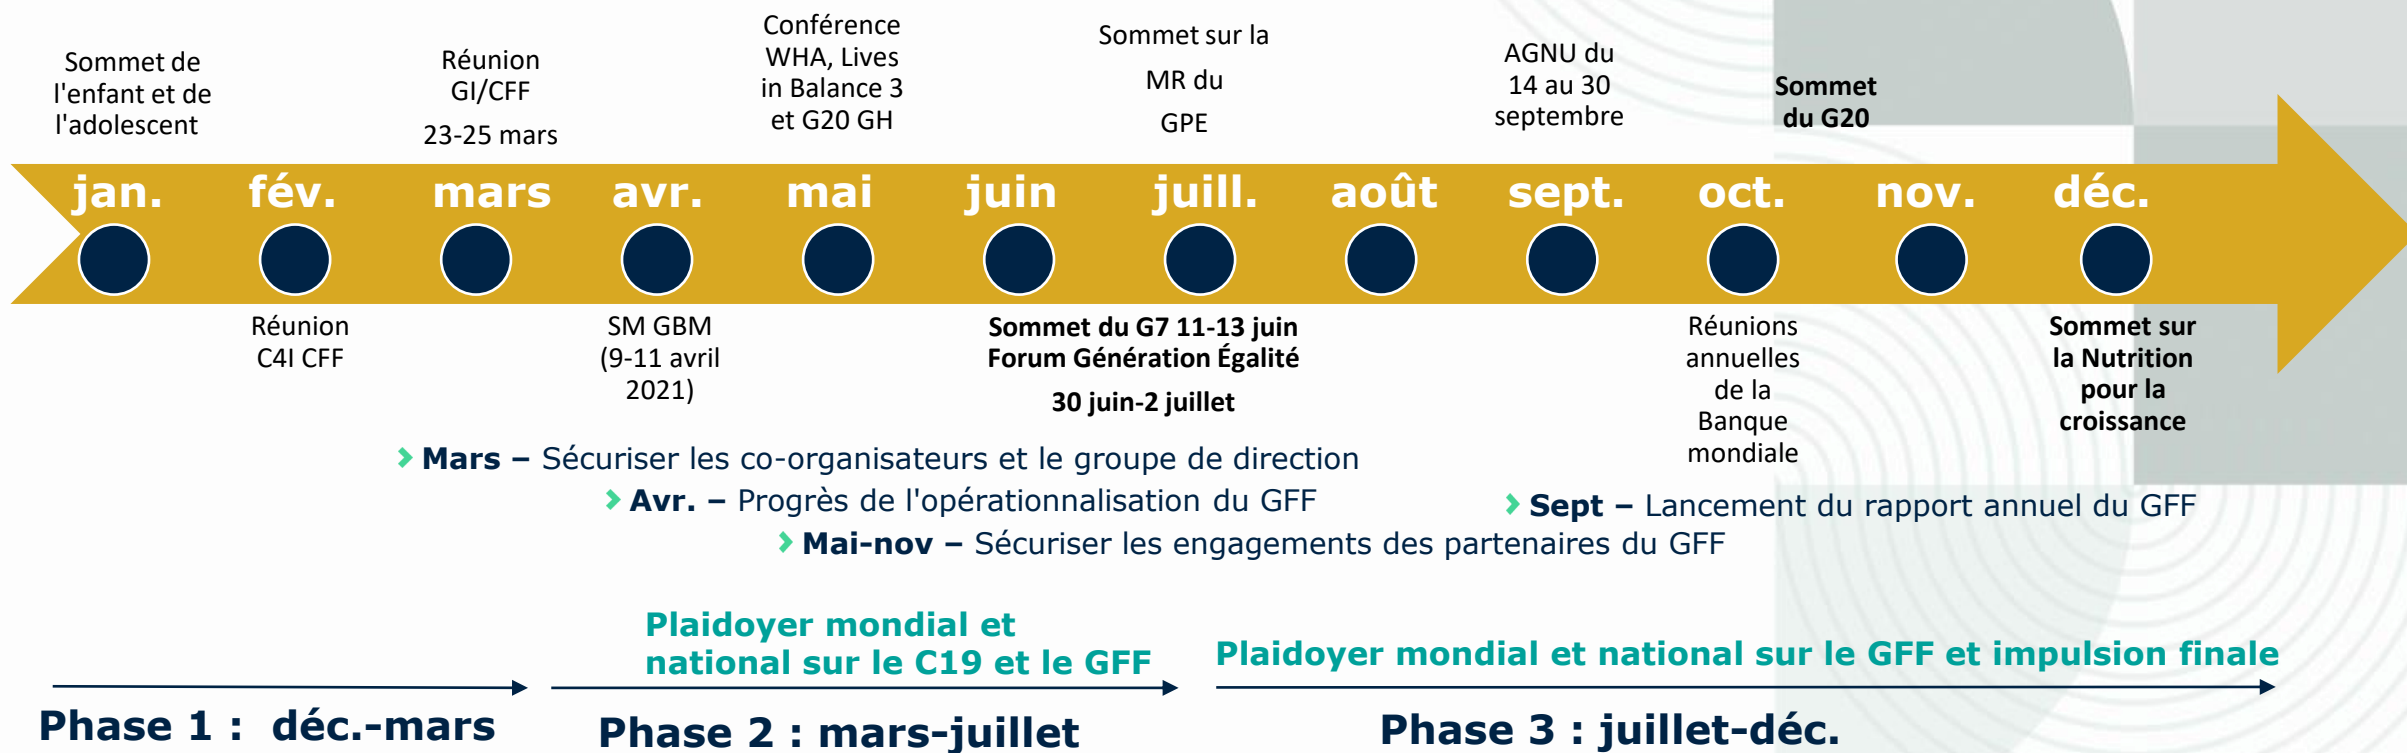 Sommet de
l'enfant et de
l'adolescent
Réunion
GI/CFF
23-25 mars
Conférence
WHA, Lives
in Balance 3
et G20 GH
Sommet sur la
MR du
GPE
AGNU du
14 au 30
septembre
Sommet
du G20
jan.
fév.
mars
avr.
mai
juin
juill.
août
sept.
oct.
nov.
déc.
Réunion
C4I CFF
SM GBM
(9-11 avril
2021)
Sommet du G7 11-13 juin
Forum Génération Égalité
30 juin-2 juillet
Réunions
annuelles
de la
Banque
mondiale
Sommet sur
la Nutrition
pour la
croissance
Mars – Sécuriser les co-organisateurs et le groupe de direction
Avr. – Progrès de l'opérationnalisation du GFF
Sept – Lancement du rapport annuel du GFF
Mai-nov – Sécuriser les engagements des partenaires du GFF
Plaidoyer mondial et
national sur le C19 et le GFF
Plaidoyer mondial et national sur le GFF et impulsion finale
Phase 1 : déc.-mars
Phase 2 : mars-juillet
Phase 3 : juillet-déc.